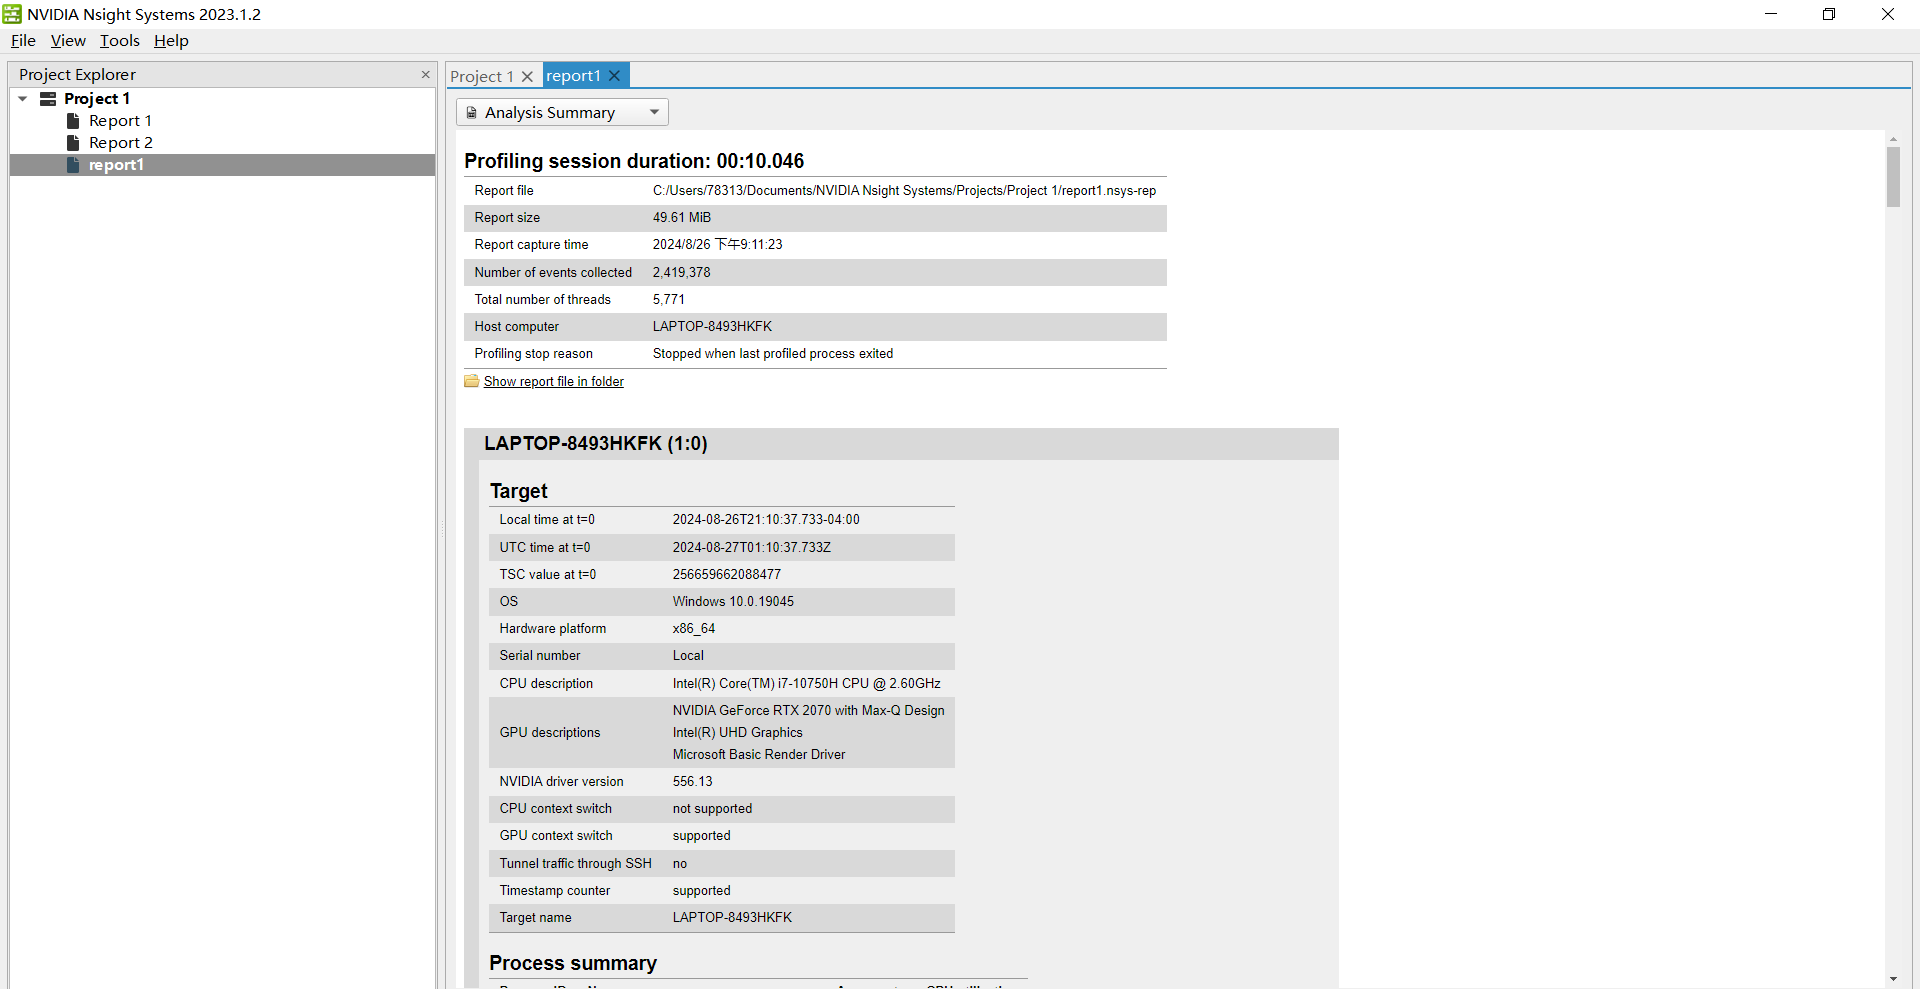 NVIDIA Nsight Systems 2023.1.2
File View Tools Help
Project Explorer
Project 1
Report 1
Report 2
report1
Project 1 report1
Analysis Summary
Profiling session duration: 00:10.046
Report file C:/Users/78313/Documents/NVIDIA Nsight Systems/Projects/Project 1/report1.nsys-rep
Report size 49.61 MiB
Report capture time 2024/8/26 下午9:11:23
Number of events collected 2,419,378
Total number of threads 5,771
Host computer LAPTOP-8493HKFK
Profiling stop reason Stopped when last profiled process exited
Show report file in folder
LAPTOP-8493HKFK (1:0)
Target
Local time at t=0 2024-08-26T21:10:37.733-04:00
UTC time at t=0 2024-08-27T01:10:37.733Z
TSC value at t=0 256659662088477
OS Windows 10.0.19045
Hardware platform x86_64
Serial number Local
CPU description Intel(R) Core(TM) i7-10750H CPU @ 2.60GHz
GPU descriptions NVIDIA GeForce RTX 2070 with Max-Q Design
Intel(R) UHD Graphics
Microsoft Basic Render Driver
NVIDIA driver version 556.13
CPU context switch not supported
GPU context switch supported
Tunnel traffic through SSH no
Timestamp counter supported
Target name LAPTOP-8493HKFK
Process summary